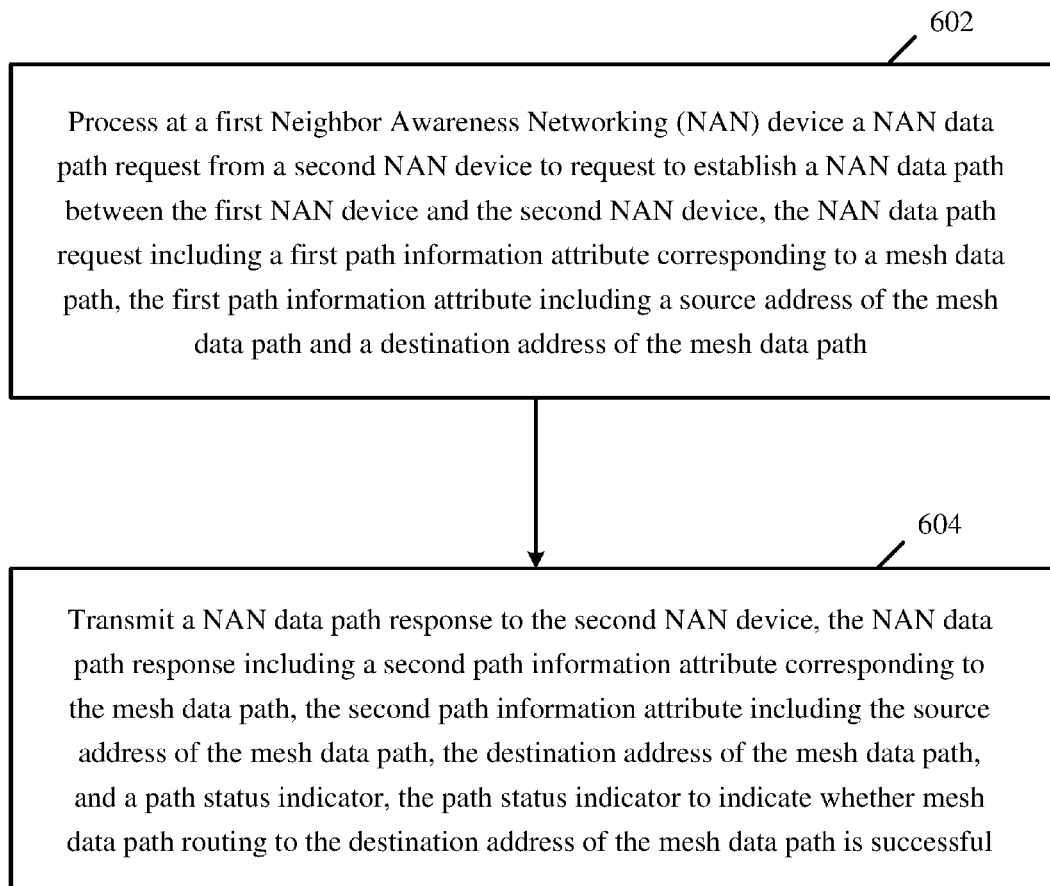 602
Process at a first Neighbor Awareness Networking (NAN) device a NAN data
path request from a second NAN device to request to establish a NAN data path
between the first NAN device and the second NAN device, the NAN data path
request including a first path information attribute corresponding to a mesh data
path, the first path information attribute including a source address of the mesh
data path and a destination address of the mesh data path
604
Transmit a NAN data path response to the second NAN device, the NAN data
path response including a second path information attribute corresponding to
the mesh data path, the second path information attribute including the source
address of the mesh data path, the destination address of the mesh data path,
and a path status indicator, the path status indicator to indicate whether mesh
data path routing to the destination address of the mesh data path is successful